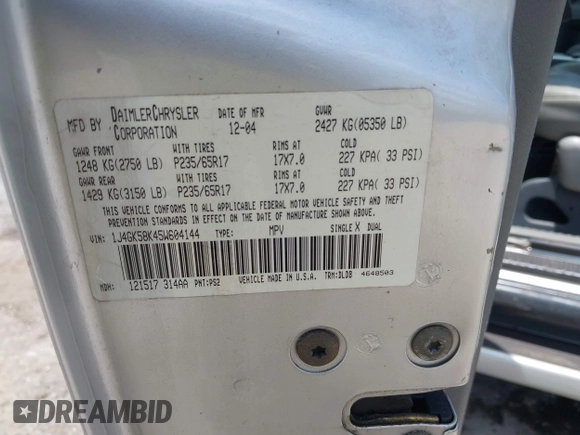 MFD BY DAIMLERCHRYSLER CORPORATION DATE OF MFR 12-04 GVWR 2427 KG(05350 LB)
GAWR FRONT WITH TIRES RIMS AT COLD
1248 KG(2750 LB) P235/65R17 17X7.0 227 KPA( 33 PSI)
GAWR REAR WITH TIRES RIMS AT COLD
1429 KG(3150 LB) P235/65R17 17X7.0 227 KPA( 33 PSI)
THIS VEHICLE CONFORMS TO ALL APPLICABLE FEDERAL MOTOR VEHICLE SAFETY AND THEFT
PREVENTION STANDARDS IN EFFECT ON THE DATE OF MANUFACTURE SHOWN ABOVE.
VIN: 1J4GK58K45W604144 TYPE: MPV SINGLE X DUAL
MDH: 121517 314AA PNT:PS2 VEHICLE MADE IN U.S.A. TRM:DLDB 4648503
DREAMBID